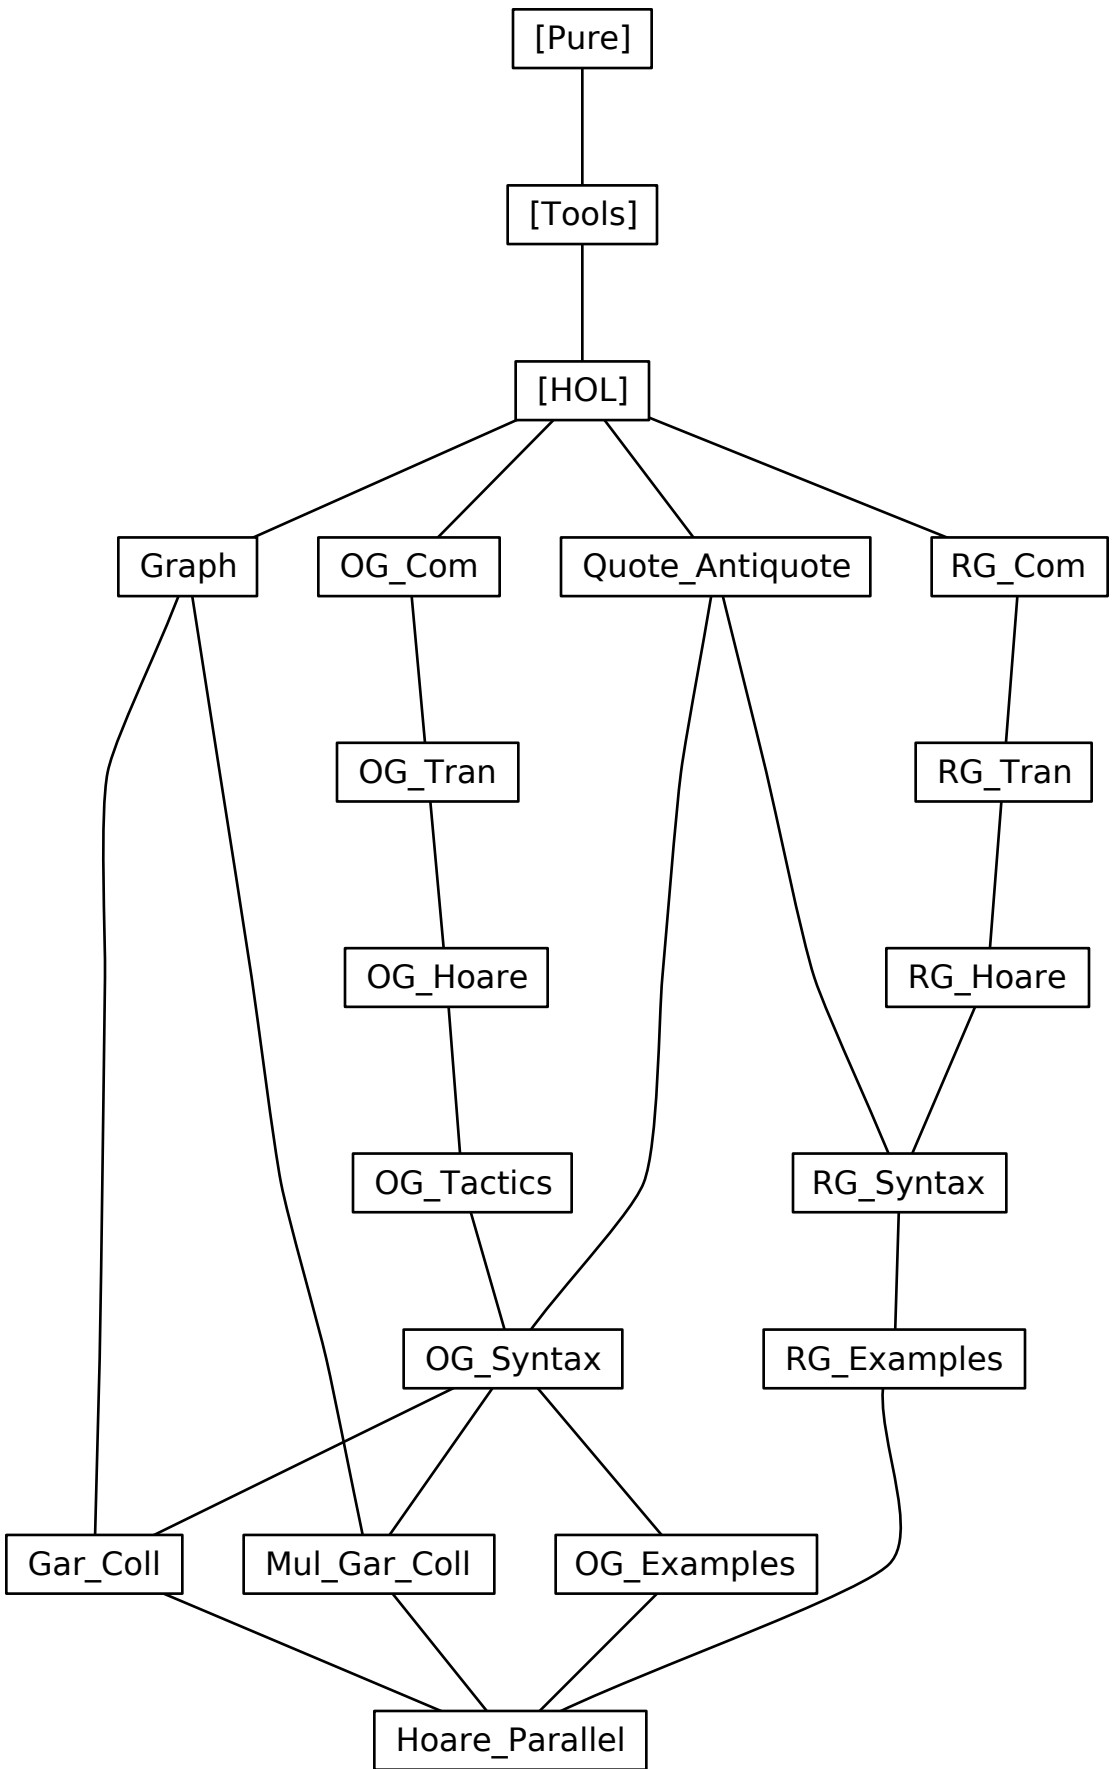 [Pure]
[Tools]
[HOL]
Graph
OG_Com
Quote_Antiquote
RG_Com
OG_Tran
RG_Tran
OG_Hoare
RG_Hoare
OG_Tactics
RG_Syntax
OG_Syntax
RG_Examples
Gar_Coll
Mul_Gar_Coll
OG_Examples
Hoare_Parallel